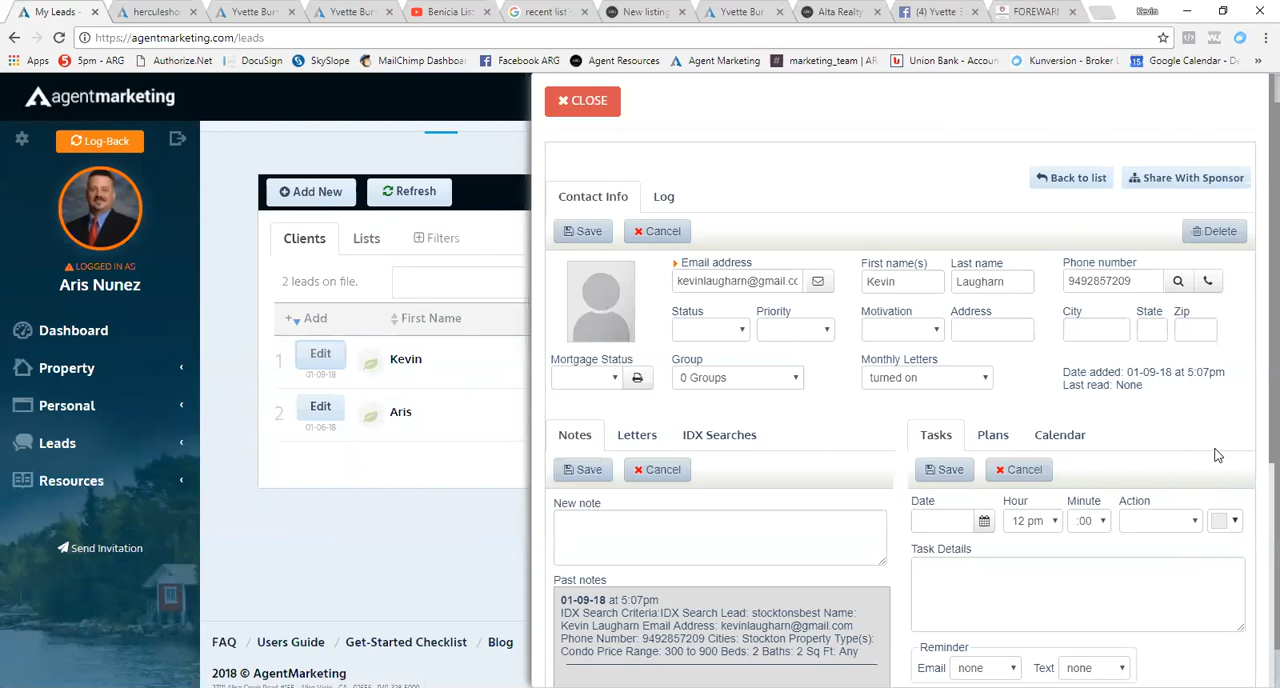 My Leads -
herculesho
Yvette Bur
Yvette Bur
Benicia List
recent list
New listing
Yvette Bur
Alta Realty
(4) Yvette
FOREWAR
Kevin
https://agentmarketing.com/leads
Apps
5pm - ARG
Authorize.Net
DocuSign
SkySlope
MailChimp Dashboar
Facebook ARG
Agent Resources
Agent Marketing
marketing_team | AR
Union Bank - Accoun
Kunversion - Broker
Google Calendar - De
»
agentmarketing
Log-Back
LOGGED IN AS
Aris Nunez
Dashboard
Property
Personal
Leads
Resources
Send Invitation
Add New
Refresh
Clients
Lists
Filters
2 leads on file.
Add
First Name
1
Edit
Kevin
01-09-18
2
Edit
Aris
01-06-18
FAQ / Users Guide / Get-Started Checklist / Blog
2018 © AgentMarketing
CLOSE
Back to list
Share With Sponsor
Contact Info
Log
Save
Cancel
Delete
Email address
First name(s)
Last name
Phone number
kevinlaugharn@gmail.cc
Kevin
Laugharn
9492857209
Status
Priority
Motivation
Address
City
State
Zip
Mortgage Status
Group
Monthly Letters
0 Groups
turned on
Date added: 01-09-18 at 5:07pm
Last read: None
Notes
Letters
IDX Searches
Tasks
Plans
Calendar
Save
Cancel
Save
Cancel
New note
Date
Hour
Minute
Action
12 pm
:00
Task Details
Past notes
01-09-18 at 5:07pm
IDX Search Criteria:IDX Search Lead: stocktonsbest Name:
Kevin Laugharn Email Address: kevinlaugharn@gmail.com
Phone Number: 9492857209 Cities: Stockton Property Type(s):
Condo Price Range: 300 to 900 Beds: 2 Baths: 2 Sq Ft: Any
Reminder
Email
none
Text
none